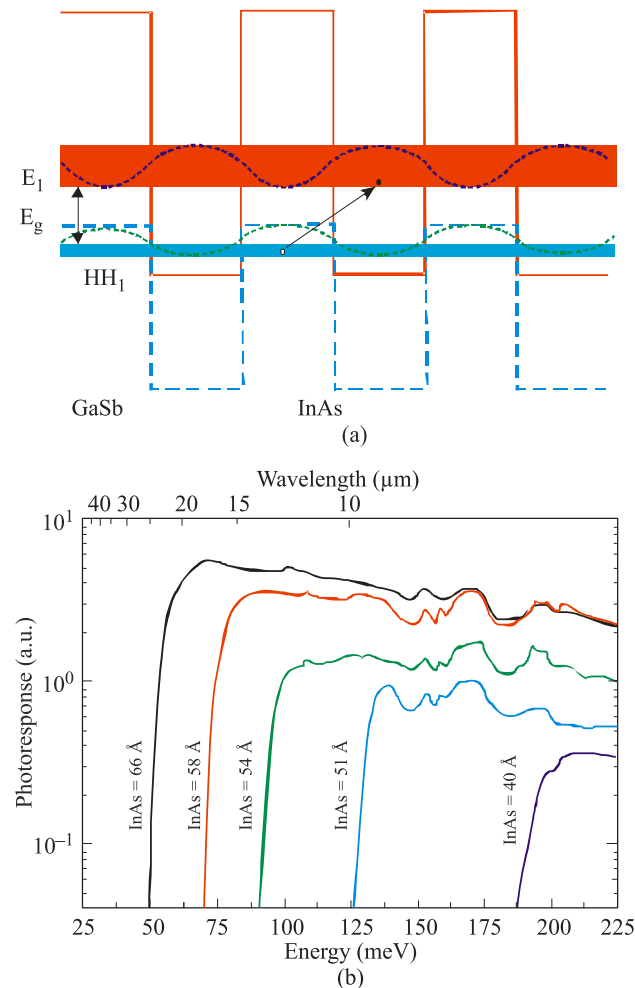 E1
Eg
HH1
GaSb InAs
(a)
Wavelength (µm)
40 30 20 15 10
10^1
10^0
10^-1
Photoresponse (a.u.)
InAs = 66 Å
InAs = 58 Å
InAs = 54 Å
InAs = 51 Å
InAs = 40 Å
25 50 75 100 125 150 175 200 225
Energy (meV)
(b)